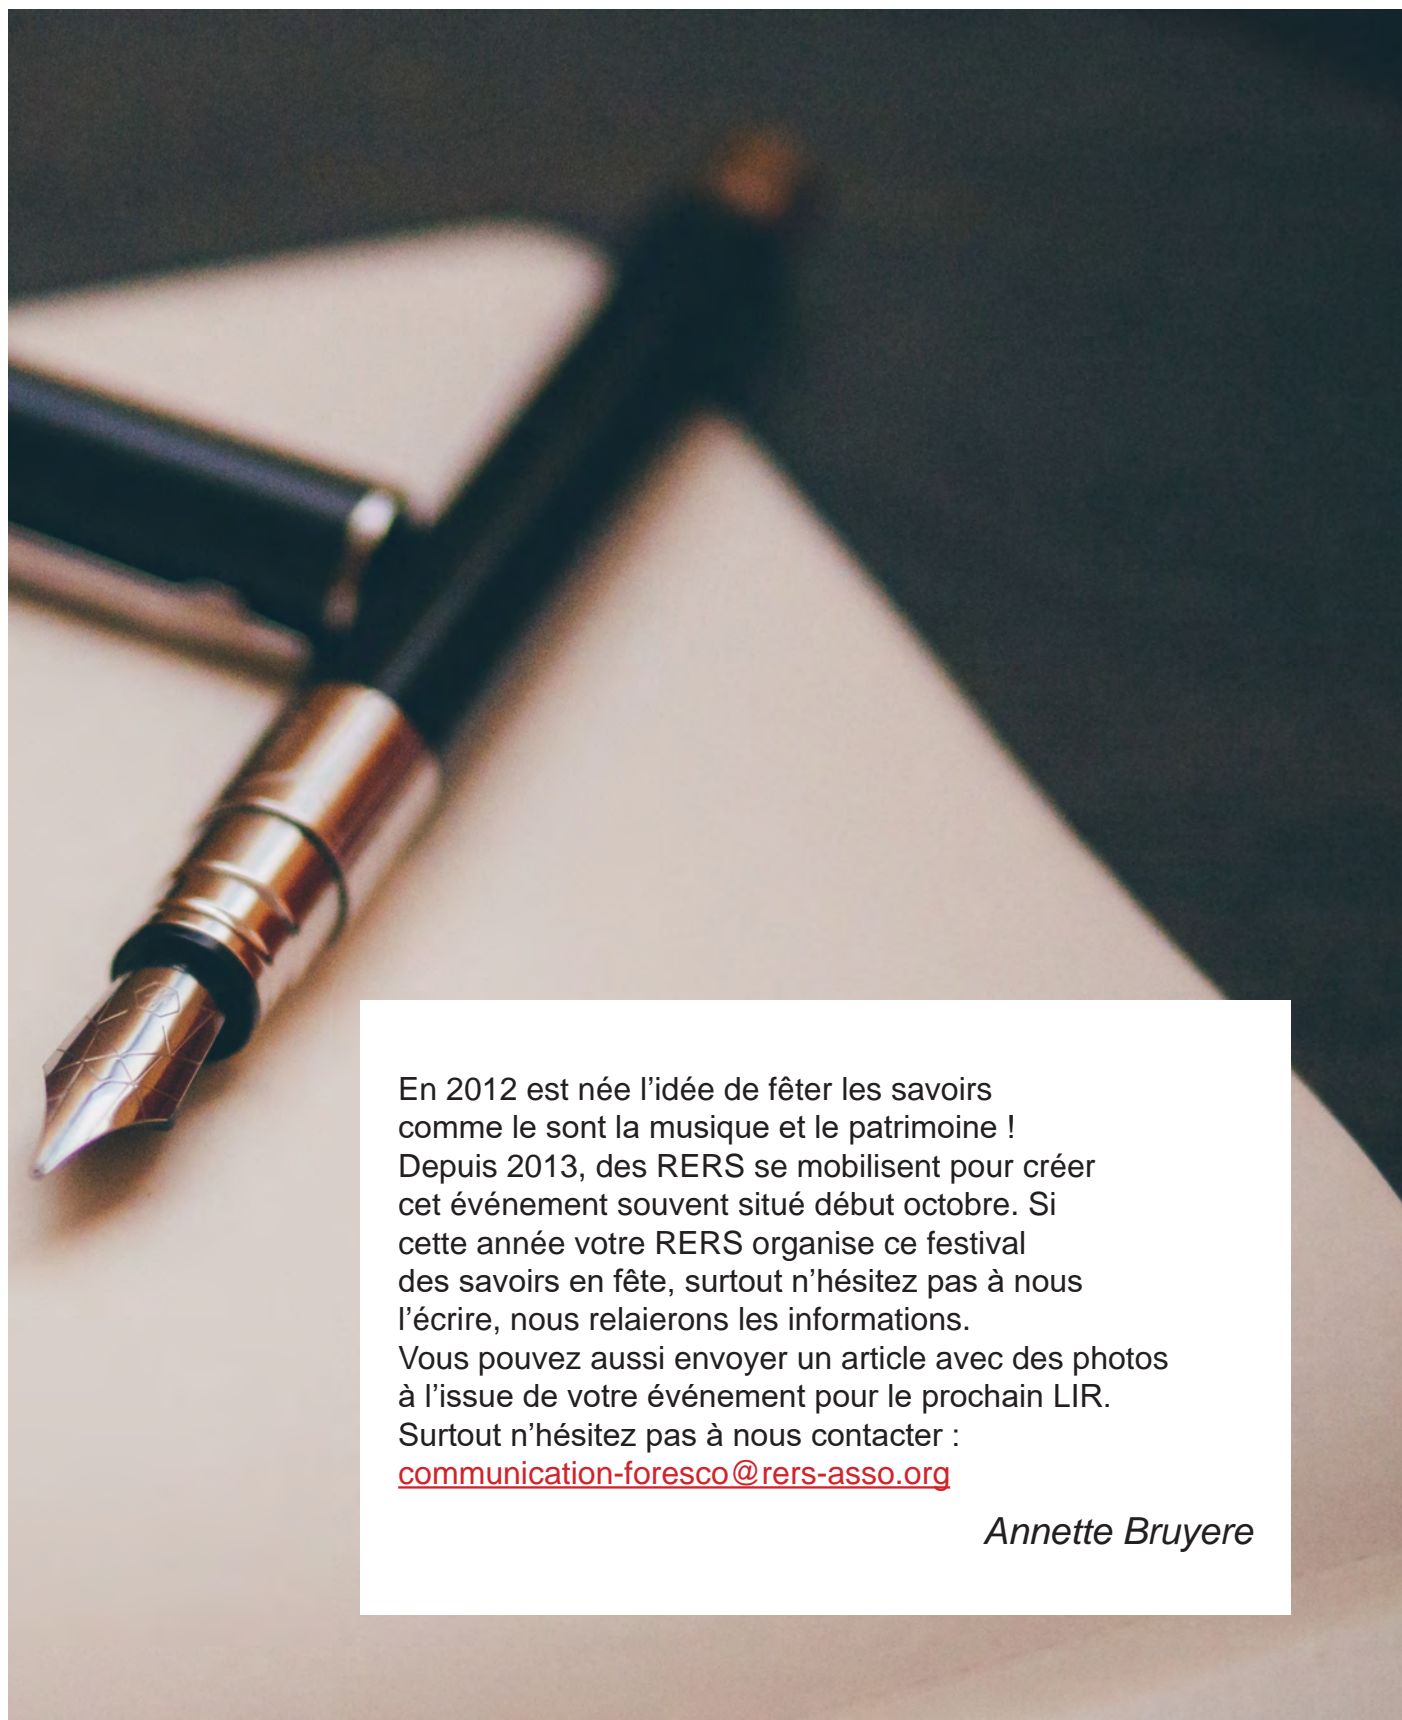 En 2012 est née l’idée de fêter les savoirs
comme le sont la musique et le patrimoine !
Depuis 2013, des RERS se mobilisent pour créer
cet événement souvent situé début octobre. Si
cette année votre RERS organise ce festival
des savoirs en fête, surtout n’hésitez pas à nous
l’écrire, nous relaierons les informations.
Vous pouvez aussi envoyer un article avec des photos
à l’issue de votre événement pour le prochain LIR.
Surtout n’hésitez pas à nous contacter :
communication-foresco@rers-asso.org
Annette Bruyere